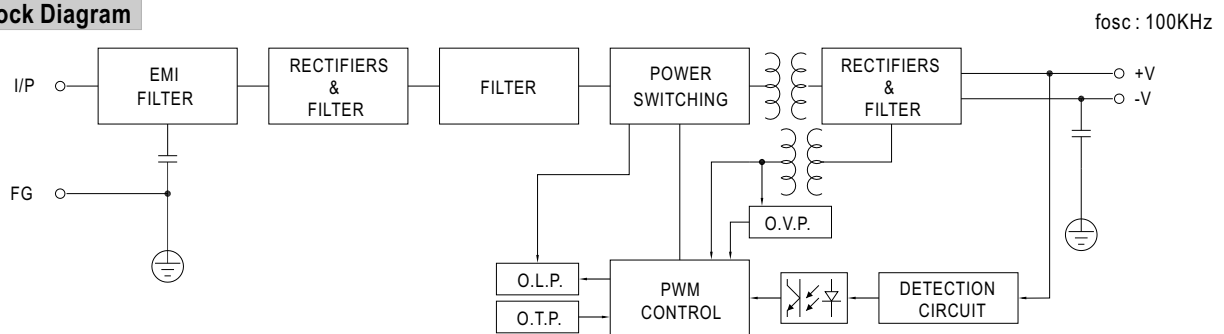 ock Diagram
fosc : 100KHz
I/P
EMI
FILTER
RECTIFIERS
&
FILTER
FILTER
POWER
SWITCHING
RECTIFIERS
&
FILTER
+V
-V
FG
O.V.P.
O.L.P.
O.T.P.
PWM
CONTROL
DETECTION
CIRCUIT